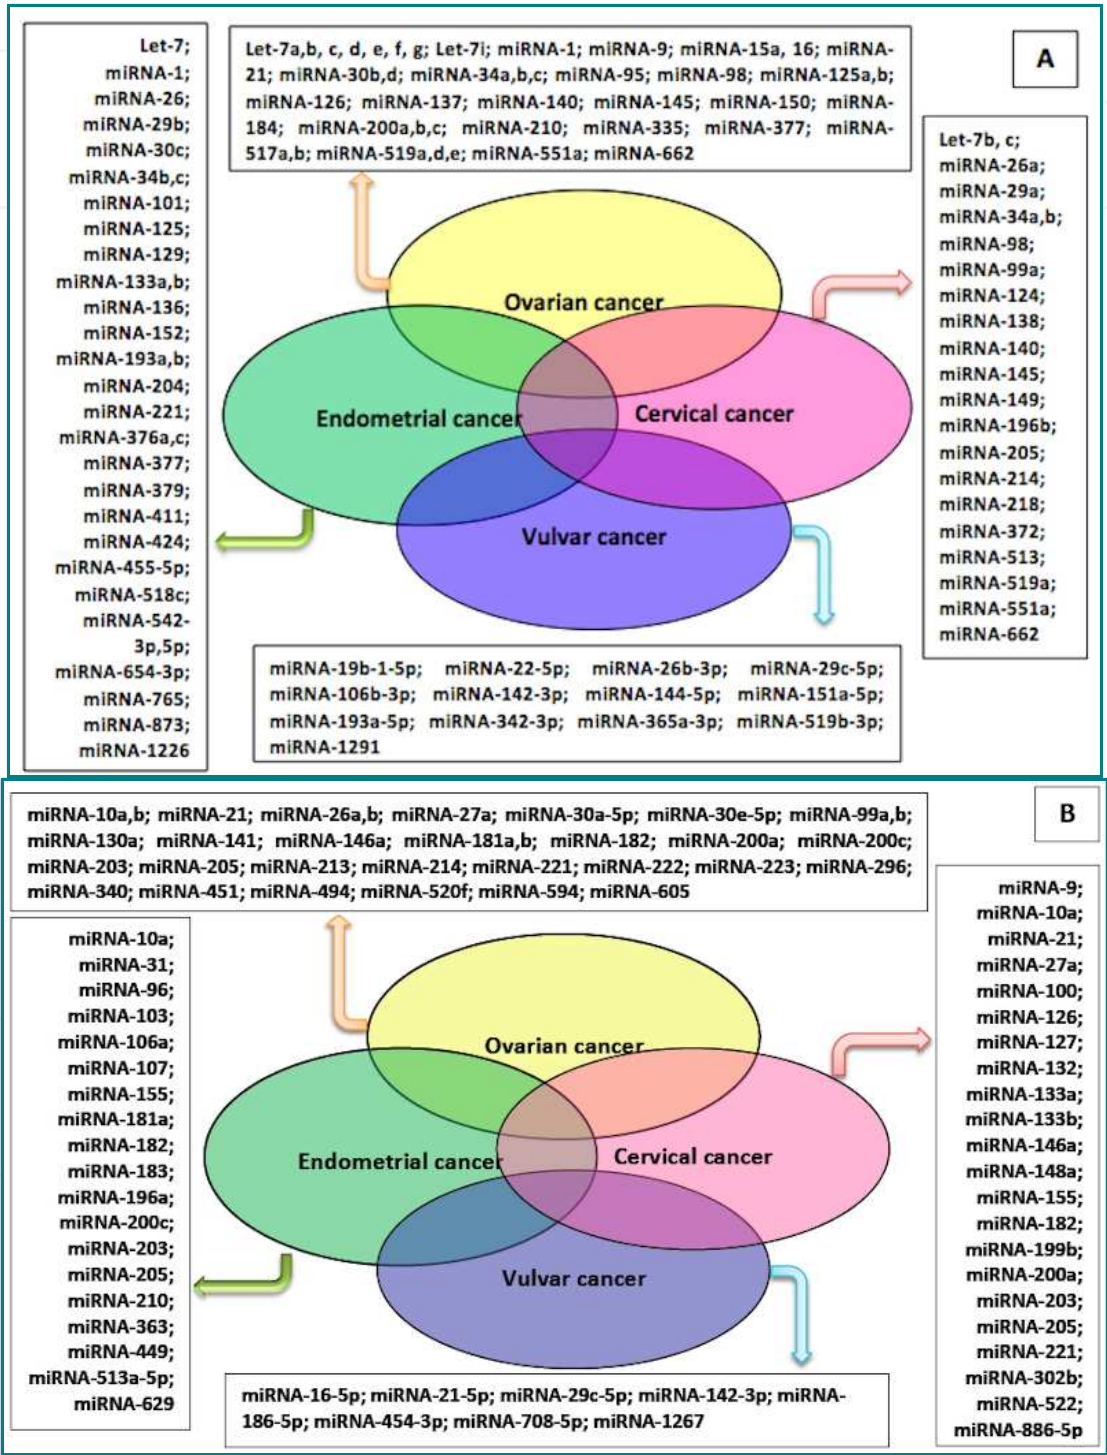 Let-7;
miRNA-1;
miRNA-26;
miRNA-29b;
miRNA-30c;
miRNA-34b,c;
miRNA-101;
miRNA-125;
miRNA-129;
miRNA-133a,b;
miRNA-136;
miRNA-152;
miRNA-193a,b;
miRNA-204;
miRNA-221;
miRNA-376a,c;
miRNA-377;
miRNA-379;
miRNA-411;
miRNA-424;
miRNA-455-5p;
miRNA-518c;
miRNA-542-
3p,5p;
miRNA-654-3p;
miRNA-765;
miRNA-873;
miRNA-1226
Let-7a,b, c, d, e, f, g; Let-7i; miRNA-1; miRNA-9; miRNA-15a, 16; miRNA-
21; miRNA-30b,d; miRNA-34a,b,c; miRNA-95; miRNA-98; miRNA-125a,b;
miRNA-126; miRNA-137; miRNA-140; miRNA-145; miRNA-150; miRNA-
184; miRNA-200a,b,c; miRNA-210; miRNA-335; miRNA-377; miRNA-
517a,b; miRNA-519a,d,e; miRNA-551a; miRNA-662
A
Let-7b, c;
miRNA-26a;
miRNA-29a;
miRNA-34a,b;
miRNA-98;
miRNA-99a;
miRNA-124;
miRNA-138;
miRNA-140;
miRNA-145;
miRNA-149;
miRNA-196b;
miRNA-205;
miRNA-214;
miRNA-218;
miRNA-372;
miRNA-513;
miRNA-519a;
miRNA-551a;
miRNA-662
Ovarian cancer
Endometrial cancer
Cervical cancer
Vulvar cancer
miRNA-19b-1-5p; miRNA-22-5p; miRNA-26b-3p; miRNA-29c-5p;
miRNA-106b-3p; miRNA-142-3p; miRNA-144-5p; miRNA-151a-5p;
miRNA-193a-5p; miRNA-342-3p; miRNA-365a-3p; miRNA-519b-3p;
miRNA-1291
miRNA-10a,b; miRNA-21; miRNA-26a,b; miRNA-27a; miRNA-30a-5p; miRNA-30e-5p; miRNA-99a,b;
miRNA-130a; miRNA-141; miRNA-146a; miRNA-181a,b; miRNA-182; miRNA-200a; miRNA-200c;
miRNA-203; miRNA-205; miRNA-213; miRNA-214; miRNA-221; miRNA-222; miRNA-223; miRNA-296;
miRNA-340; miRNA-451; miRNA-494; miRNA-520f; miRNA-594; miRNA-605
B
miRNA-10a;
miRNA-31;
miRNA-96;
miRNA-103;
miRNA-106a;
miRNA-107;
miRNA-155;
miRNA-181a;
miRNA-182;
miRNA-183;
miRNA-196a;
miRNA-200c;
miRNA-203;
miRNA-205;
miRNA-210;
miRNA-363;
miRNA-449;
miRNA-513a-5p;
miRNA-629
Ovarian cancer
Endometrial cancer
Cervical cancer
Vulvar cancer
miRNA-9;
miRNA-10a;
miRNA-21;
miRNA-27a;
miRNA-100;
miRNA-126;
miRNA-127;
miRNA-132;
miRNA-133a;
miRNA-133b;
miRNA-146a;
miRNA-148a;
miRNA-155;
miRNA-182;
miRNA-199b;
miRNA-200a;
miRNA-203;
miRNA-205;
miRNA-221;
miRNA-302b;
miRNA-522;
miRNA-886-5p
miRNA-16-5p; miRNA-21-5p; miRNA-29c-5p; miRNA-142-3p; miRNA-
186-5p; miRNA-454-3p; miRNA-708-5p; miRNA-1267